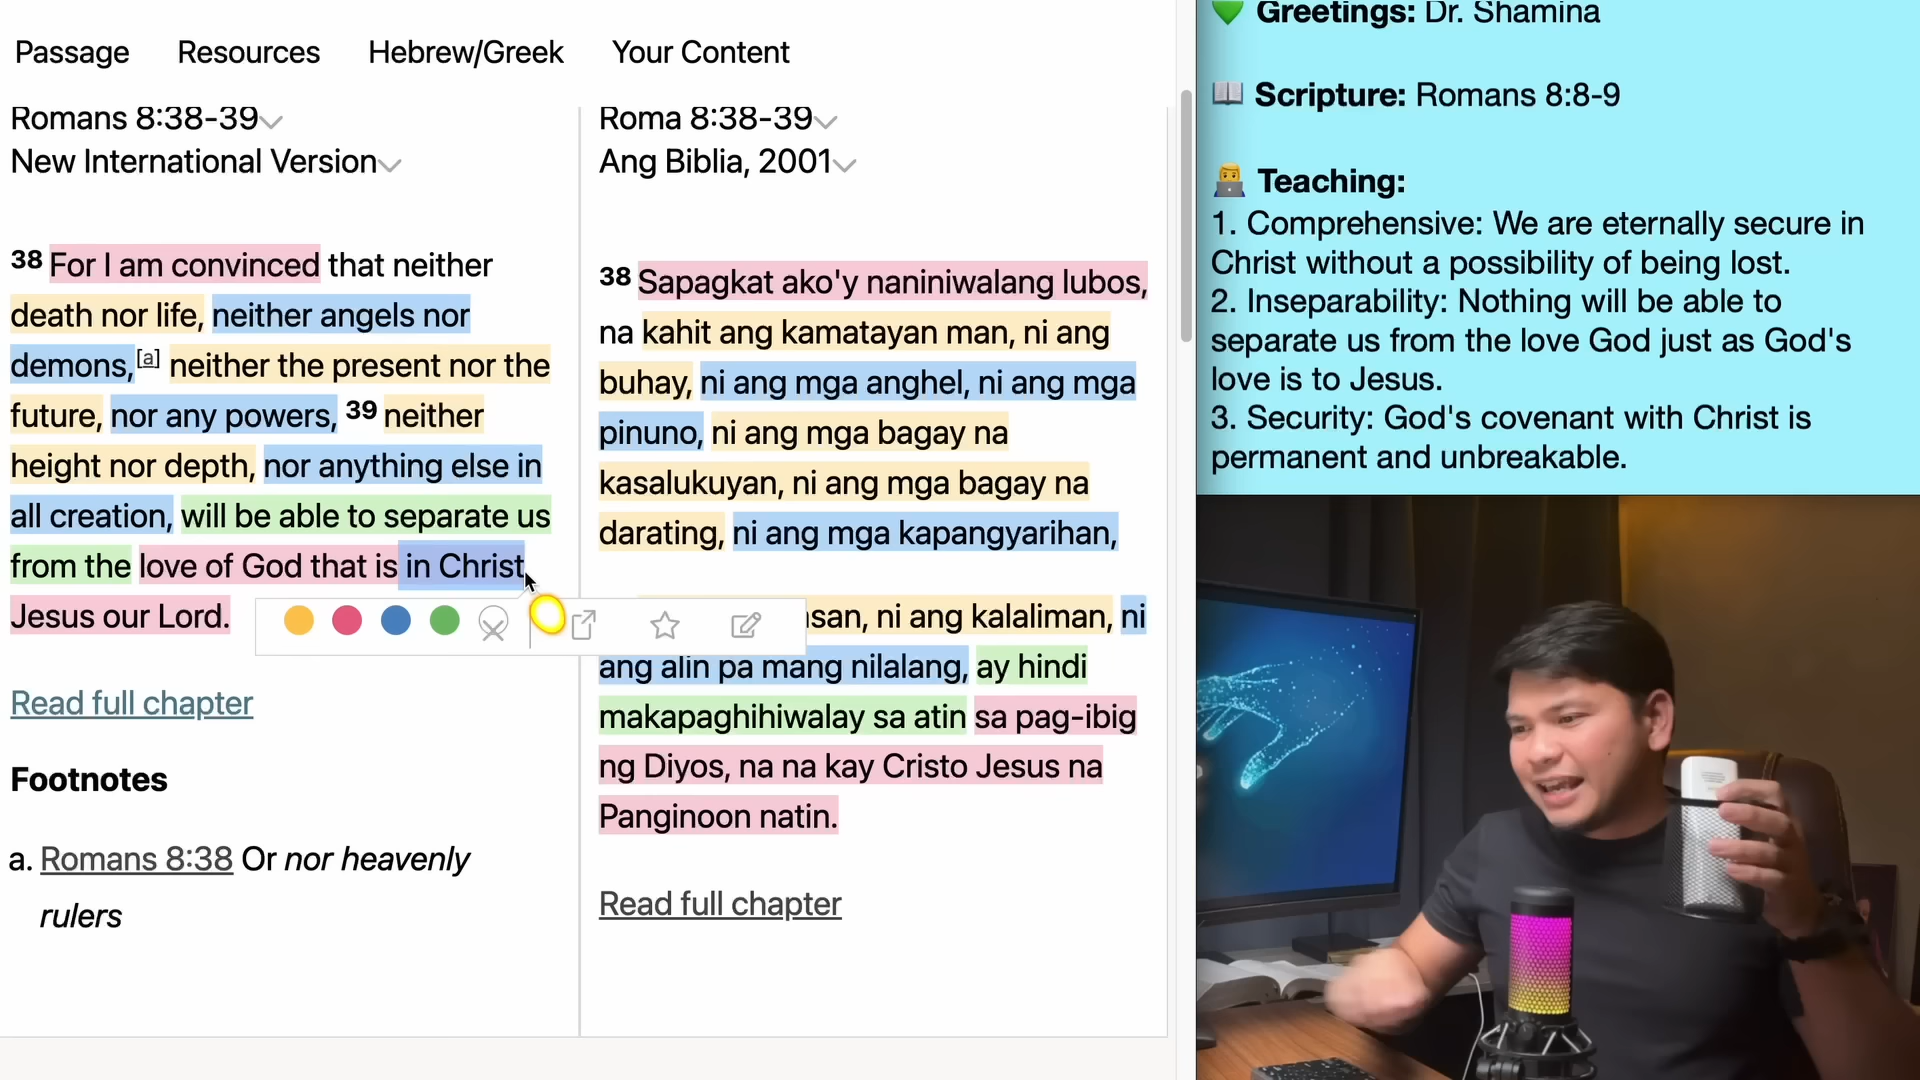 Passage Resources Hebrew/Greek Your Content
Romans 8:38-39
New International Version
38 For I am convinced that neither
death nor life, neither angels nor
demons,[a] neither the present nor the
future, nor any powers, 39 neither
height nor depth, nor anything else in
all creation, will be able to separate us
from the love of God that is in Christ
Jesus our Lord.
Read full chapter
Footnotes
a. Romans 8:38 Or nor heavenly
rulers
Roma 8:38-39
Ang Biblia, 2001
38 Sapagkat ako'y naniniwalang lubos,
na kahit ang kamatayan man, ni ang
buhay, ni ang mga anghel, ni ang mga
pinuno, ni ang mga bagay na
kasalukuyan, ni ang mga bagay na
darating, ni ang mga kapangyarihan,
ni ang kalaliman, ni
ang alin pa mang nilalang, ay hindi
makapaghihiwalay sa atin sa pag-ibig
ng Diyos, na na kay Cristo Jesus na
Panginoon natin.
Read full chapter
Greetings: Dr. Shamina
Scripture: Romans 8:8-9
Teaching:
1. Comprehensive: We are eternally secure in
Christ without a possibility of being lost.
2. Inseparability: Nothing will be able to
separate us from the love God just as God's
love is to Jesus.
3. Security: God's covenant with Christ is
permanent and unbreakable.